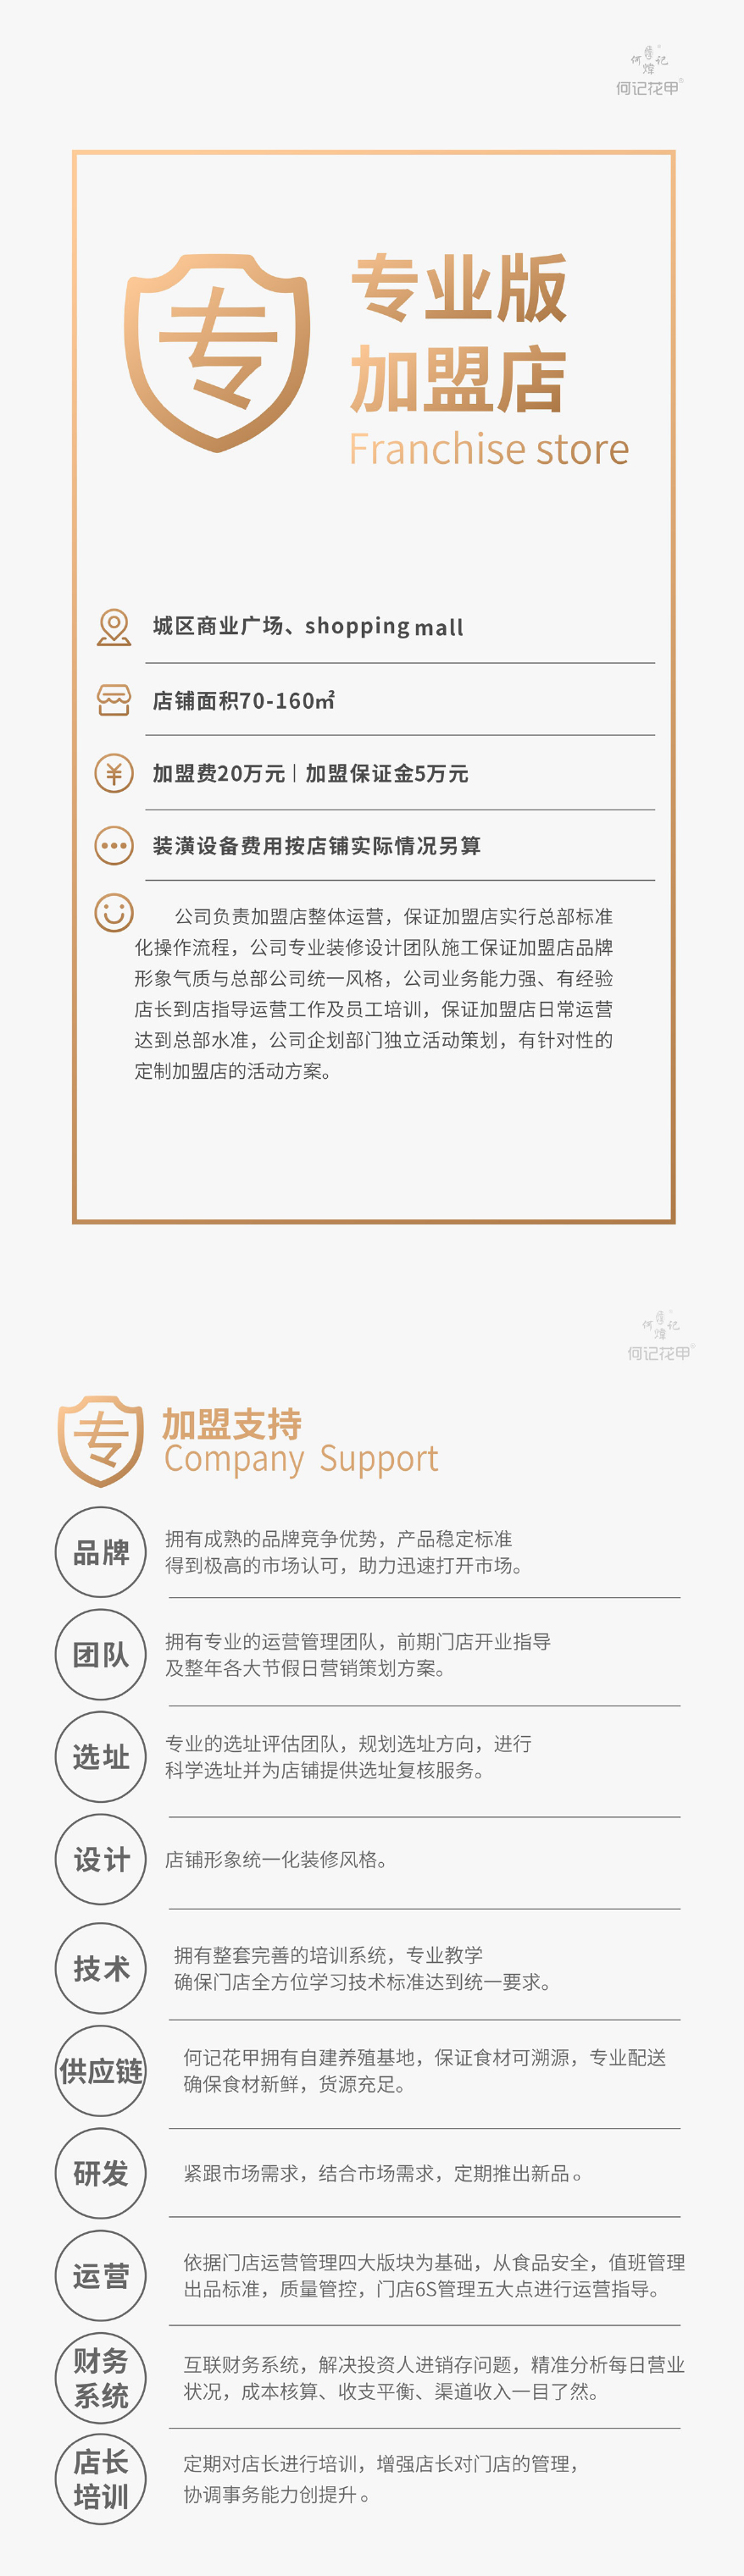 何記
煒
何记花甲®
专
专业版
加盟店
Franchise store
城区商业广场、shopping mall
店铺面积70-160㎡
加盟费20万元 | 加盟保证金5万元
装潢设备费用按店铺实际情况另算
公司负责加盟店整体运营，保证加盟店实行总部标准
化操作流程，公司专业装修设计团队施工保证加盟店品牌
形象气质与总部公司统一风格，公司业务能力强、有经验
店长到店指导运营工作及员工培训，保证加盟店日常运营
达到总部水准，公司企划部门独立活动策划，有针对性的
定制加盟店的活动方案。
何记花甲®
专
加盟支持
Company Support
品牌
拥有成熟的品牌竞争优势，产品稳定标准
得到极高的市场认可，助力迅速打开市场。
团队
拥有专业的运营管理团队，前期门店开业指导
及整年各大节假日营销策划方案。
选址
专业的选址评估团队，规划选址方向，进行
科学选址并为店铺提供选址复核服务。
设计
店铺形象统一化装修风格。
技术
拥有整套完善的培训系统，专业教学
确保门店全方位学习技术标准达到统一要求。
供应链
何记花甲拥有自建养殖基地，保证食材可溯源，专业配送
确保食材新鲜，货源充足。
研发
紧跟市场需求，结合市场需求，定期推出新品。
运营
依据门店运营管理四大版块为基础，从食品安全，值班管理
出品标准，质量管控，门店6S管理五大点进行运营指导。
财务
系统
互联财务系统，解决投资人进销存问题，精准分析每日营业
状况，成本核算、收支平衡、渠道收入一目了然。
店长
培训
定期对店长进行培训，增强店长对门店的管理，
协调事务能力创提升。